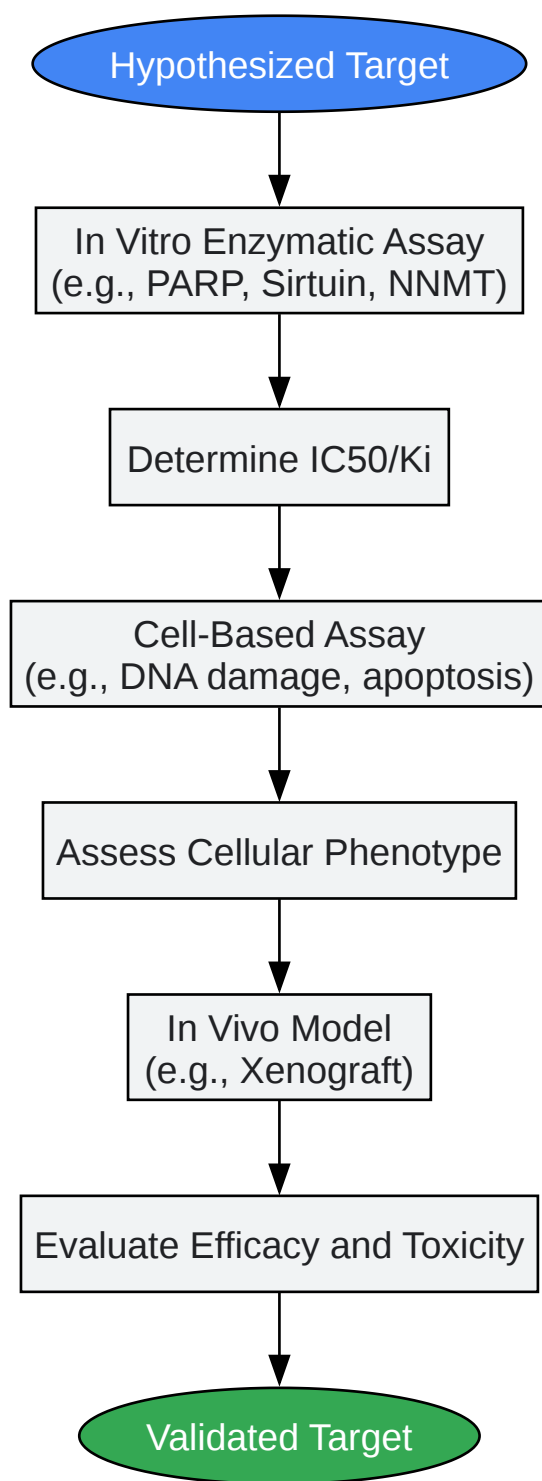 Hypothesized Target
In Vitro Enzymatic Assay
(e.g., PARP, Sirtuin, NNMT)
Determine IC50/Ki
Cell-Based Assay
(e.g., DNA damage, apoptosis)
Assess Cellular Phenotype
In Vivo Model
(e.g., Xenograft)
Evaluate Efficacy and Toxicity
Validated Target